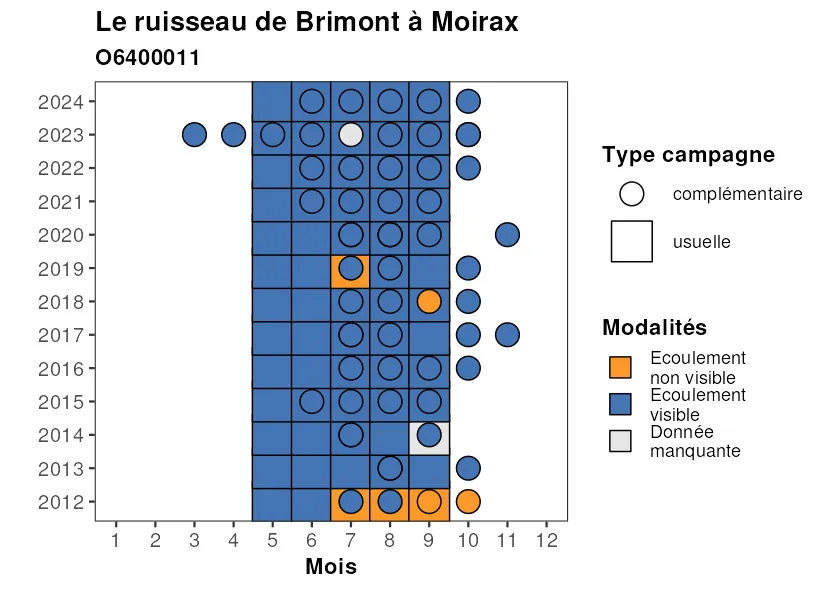 Le ruisseau de Brimont à Moirax
O6400011
2024
2023
2022
2021
2020
2019
2018
2017
2016
2015
2014
2013
2012
1 2 3 4 5 6 7 8 9 10 11 12
Mois
Type campagne
complémentaire
usuelle
Modalités
Ecoulement
non visible
Ecoulement
visible
Donnée
manquante